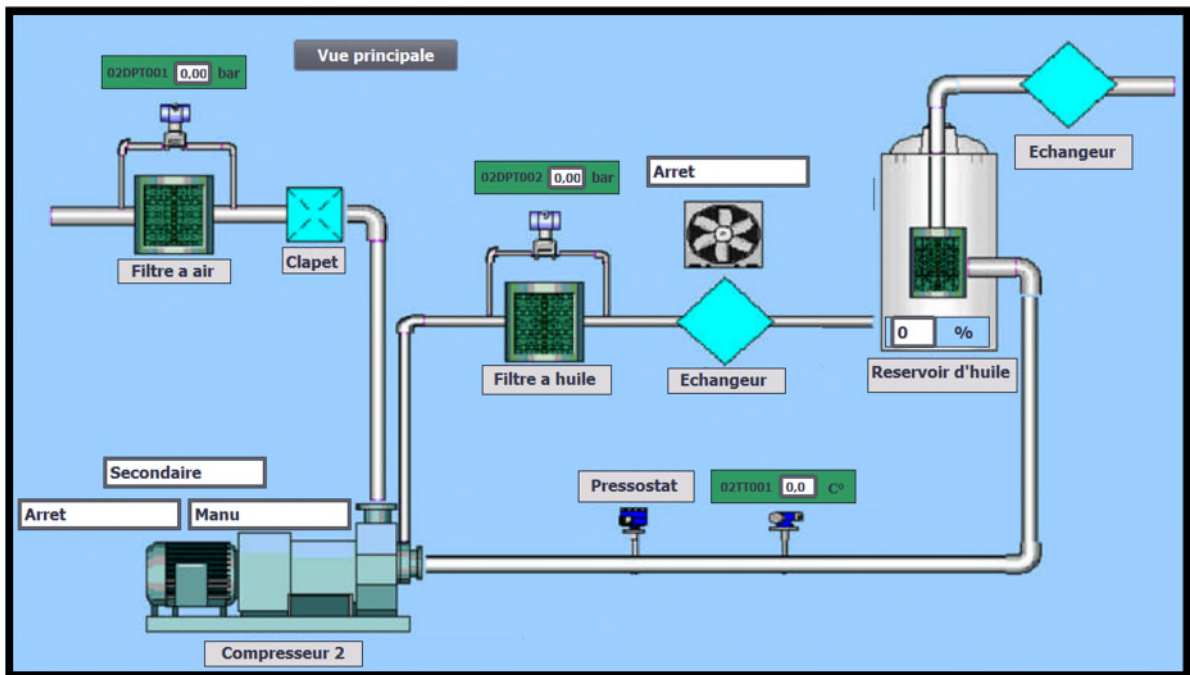 Vue principale
02DPT001 0,00 bar
Echangeur
02DPT002 0,00 bar
Arret
Filtre a air
Clapet
0 %
Filtre a huile
Echangeur
Reservoir d'huile
Secondaire
Arret
Manu
Pressostat
02TT001 0,0 C°
Compresseur 2